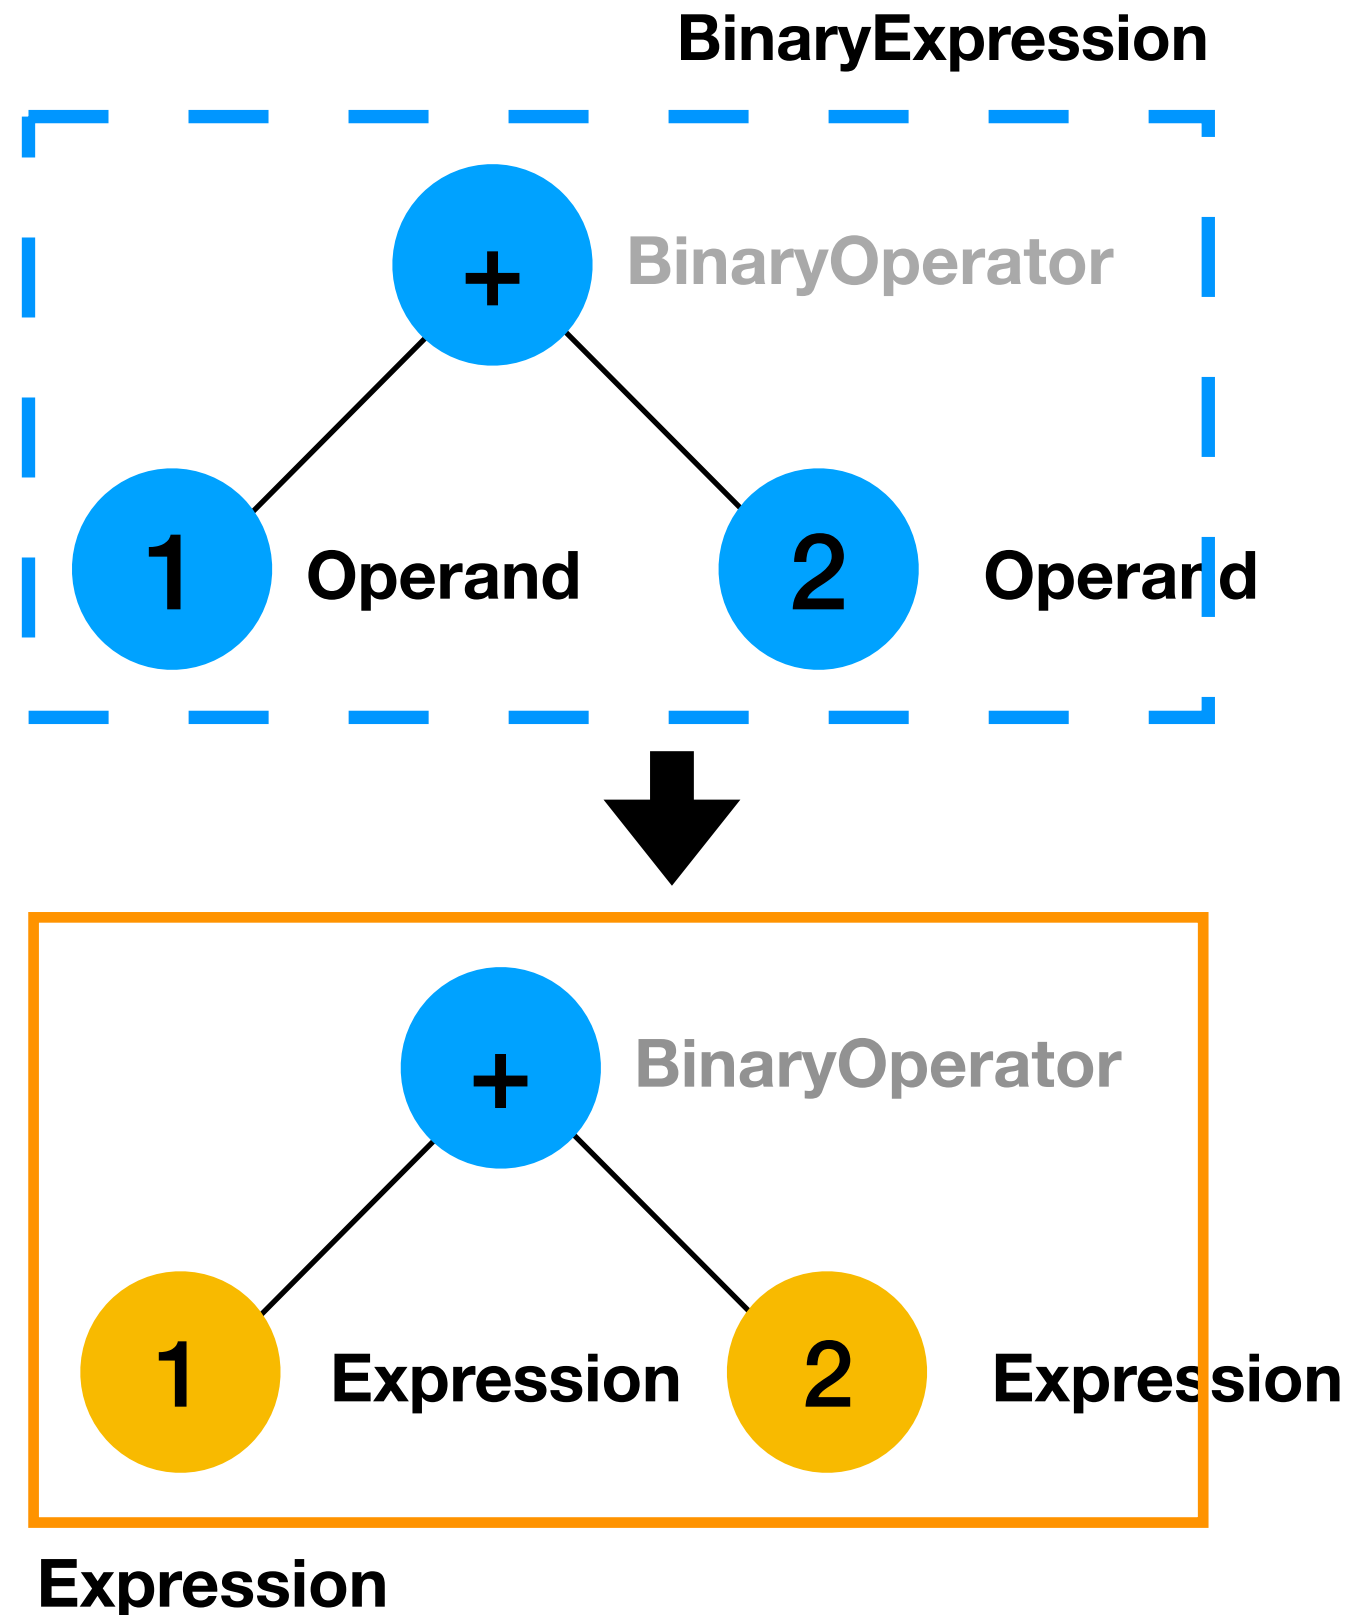 BinaryExpression
+ BinaryOperator
1 Operand 2 Operand
+ BinaryOperator
1 Expression 2 Expression
Expression